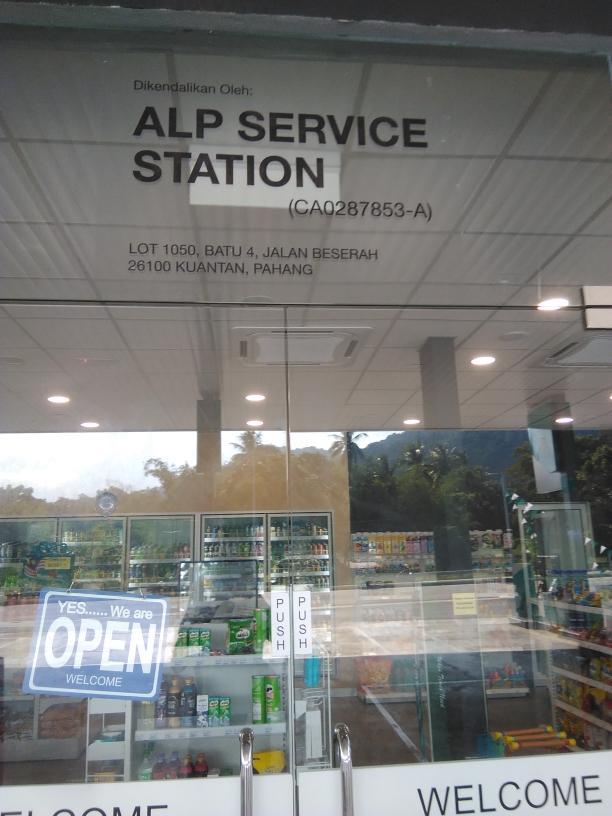 Dikendalikan Oleh:
ALP SERVICE
STATION
(CA0287853-A)
LOT 1050, BATU 4, JALAN BESERAH
26100 KUANTAN, PAHANG
YES...... We are
OPEN
WELCOME
PUSH
PUSH
WELCOME
WELCOME